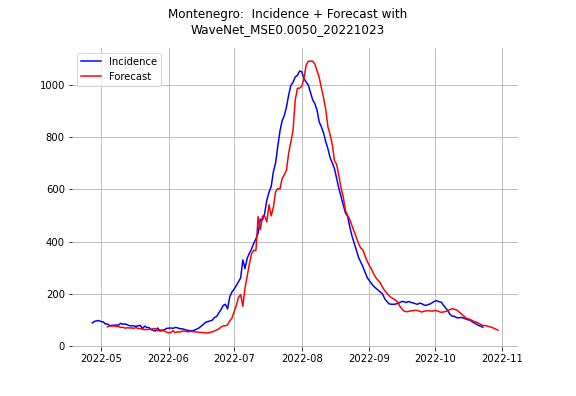 Montenegro:  Incidence + Forecast with
WaveNet_MSE0.0050_20221023
Incidence
Forecast
1000
800
600
400
200
0
2022-05 2022-06 2022-07 2022-08 2022-09 2022-10 2022-11